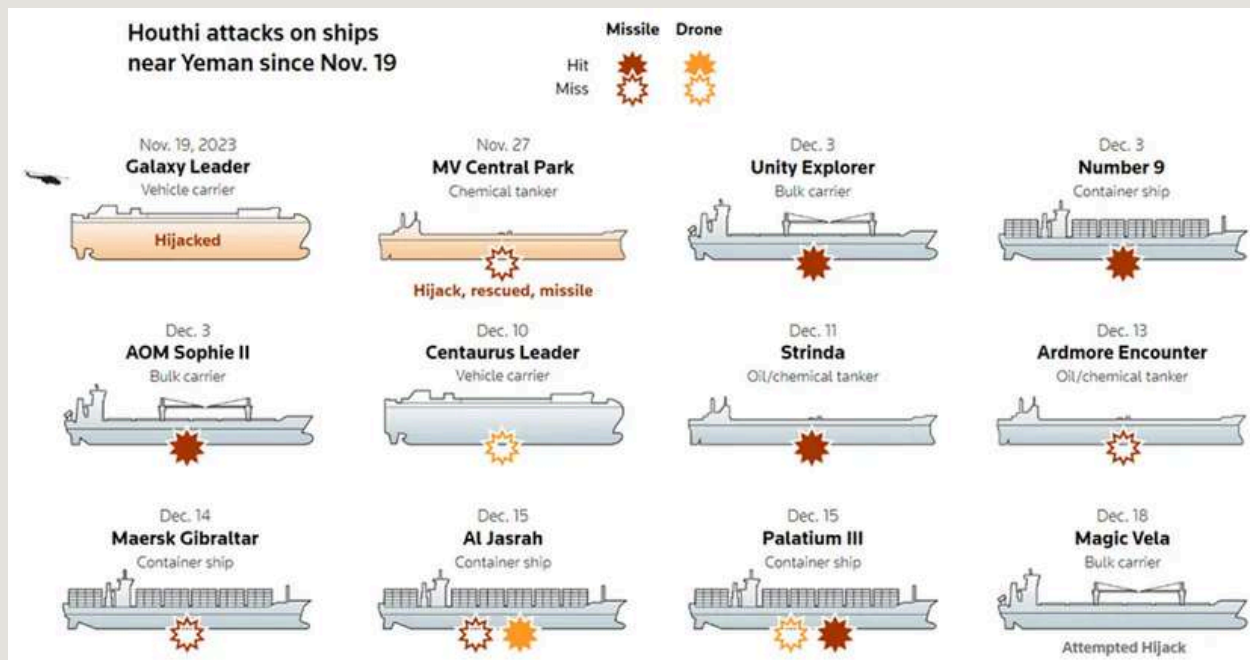 Houthi attacks on ships
near Yeman since Nov. 19
Missile Drone
Hit
Miss
Nov. 19, 2023
Galaxy Leader
Vehicle carrier
Hijacked
Nov. 27
MV Central Park
Chemical tanker
Hijack, rescued, missile
Dec. 3
Unity Explorer
Bulk carrier
Dec. 3
Number 9
Container ship
Dec. 3
AOM Sophie II
Bulk carrier
Dec. 10
Centaurus Leader
Vehicle carrier
Dec. 11
Strinda
Oil/chemical tanker
Dec. 13
Ardmore Encounter
Oil/chemical tanker
Dec. 14
Maersk Gibraltar
Container ship
Dec. 15
Al Jasrah
Container ship
Dec. 15
Palatium III
Container ship
Dec. 18
Magic Vela
Bulk carrier
Attempted Hijack